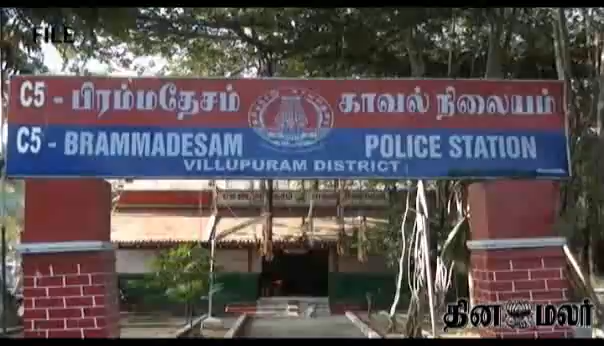 FILE
C5 - பிரம்மதேசம் காவல் நிலையம்
C5 - BRAMMADESAM POLICE STATION
VILLUPURAM DISTRICT
தினமலர்